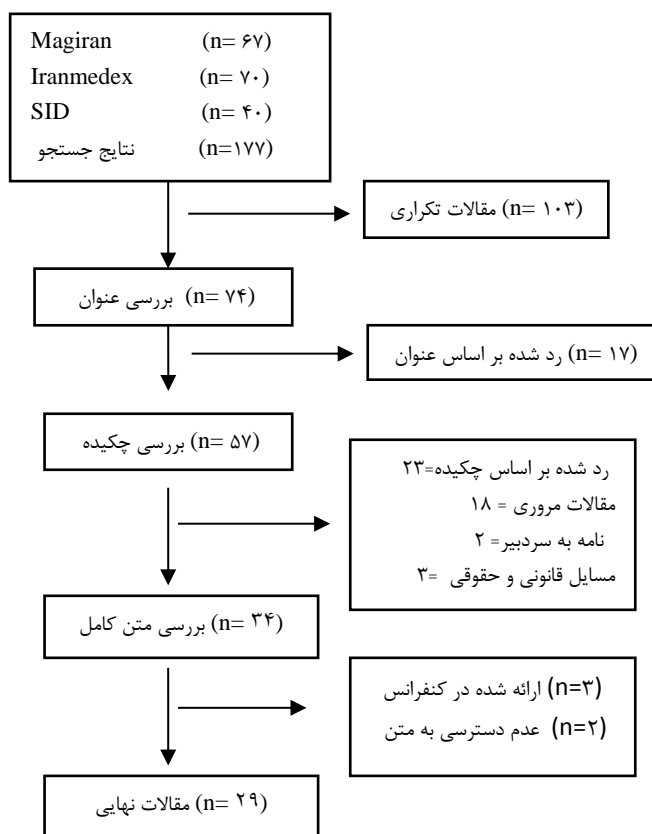 Magiran (n= ۶۷)
Iranmedex (n= ۷۰)
SID (n= ۴۰)
نتایج جستجو (n=۱۷۷)
مقالات تکراری (n= ۱۰۳)
بررسی عنوان (n= ۷۴)
رد شده بر اساس عنوان (n= ۱۷)
بررسی چکیده (n= ۵۷)
رد شده بر اساس چکیده=۲۳
مقالات مروری = ۱۸
نامه به سردبیر= ۲
مسایل قانونی و حقوقی =۳
بررسی متن کامل (n= ۳۴)
ارائه شده در کنفرانس (n=۳)
عدم دسترسی به متن (n=۲)
مقالات نهایی (n= ۲۹)